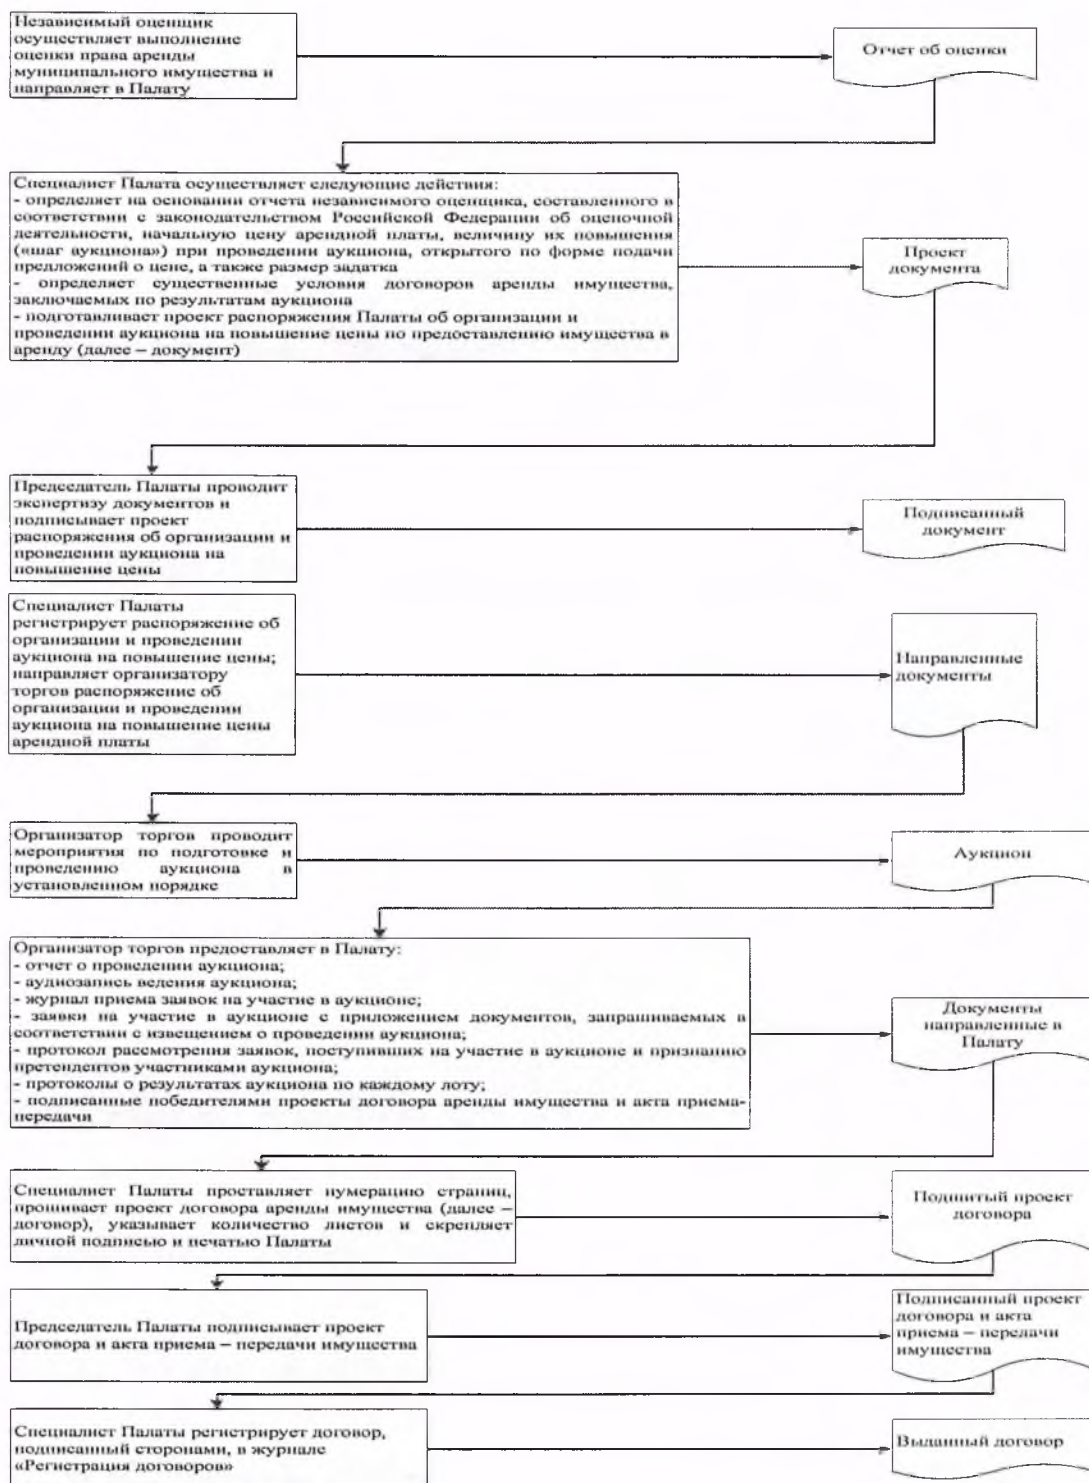 Независимый оценщик
осуществляет выполнение
оценки права аренды
муниципального имущества и
направляет в Палату
Отчет об оценки
Специалист Палата осуществляет следующие действия:
- определяет на основании отчета независимого оценщика, составленного в
соответствии с законодательством Российской Федерации об оценочной
деятельности, начальную цену арендной платы, величину их повышения
(«шаг аукциона») при проведении аукциона, открытого по форме подачи
предложений о цене, а также размер задатка
- определяет существенные условия договоров аренды имущества,
заключаемых по результатам аукциона
- подготавливает проект распоряжения Палаты об организации и
проведении аукциона на повышение цены по предоставлению имущества в
аренду (далее – документ)
Проект
документа
Председатель Палаты проводит
экспертизу документов и
подписывает проект
распоряжения об организации и
проведении аукциона на
повышение цены
Подписанный
документ
Специалист Палаты
регистрирует распоряжение об
организации и проведении
аукциона на повышение цены;
направляет организатору
торгов распоряжение об
организации и проведении
аукциона на повышение цены
арендной платы
Направленные
документы
Организатор торгов проводит
мероприятия по подготовке и
проведению аукциона в
установленном порядке
Аукцион
Организатор торгов предоставляет в Палату:
- отчет о проведении аукциона;
- аудиозапись ведения аукциона;
- журнал приема заявок на участие в аукционе;
- заявки на участие в аукционе с приложением документов, запрашиваемых в
соответствии с извещением о проведении аукциона;
- протокол рассмотрения заявок, поступивших на участие в аукционе и признанию
претендентов участниками аукциона;
- протоколы о результатах аукциона по каждому лоту;
- подписанные победителями проекты договора аренды имущества и акта приема-
передачи
Документы
направленные в
Палату
Специалист Палаты проставляет нумерацию страниц,
прошивает проект договора аренды имущества (далее –
договор), указывает количество листов и скрепляет
личной подписью и печатью Палаты
Подшитый проект
договора
Председатель Палаты подписывает проект
договора и акта приема – передачи имущества
Подписанный проект
договора и акта
приема – передачи
имущества
Специалист Палаты регистрирует договор,
подписанный сторонами, в журнале
«Регистрация договоров»
Выданный договор